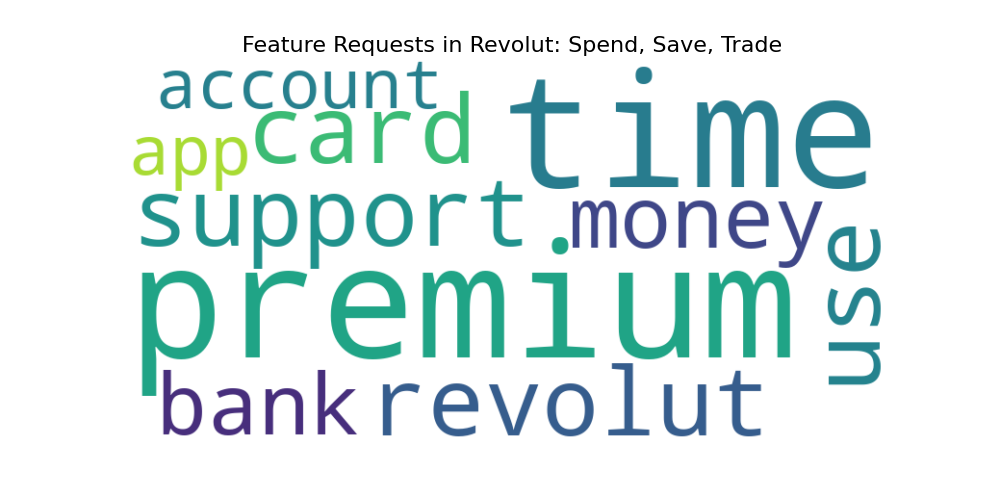 Feature Requests in Revolut: Spend, Save, Trade
account
time
card
app
support
money
use
premium
bank
revolut